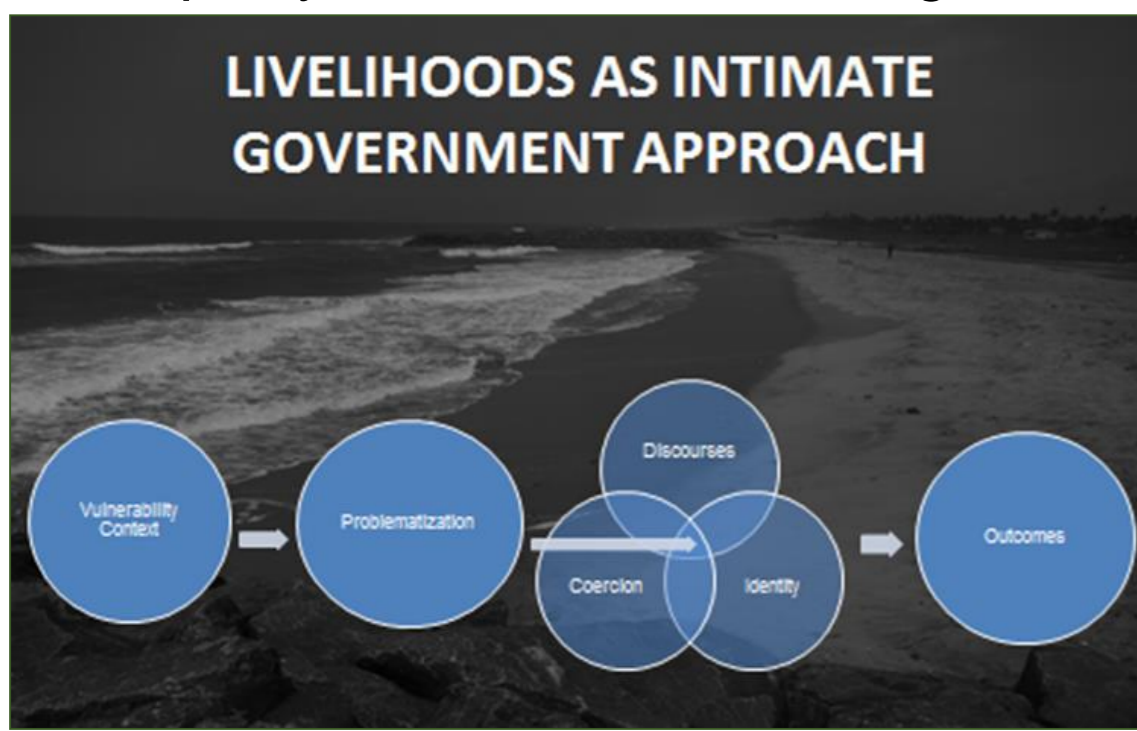 LIVELIHOODS AS INTIMATE
GOVERNMENT APPROACH
Vulnerability
Context
Problematization
Discourses
Coercion
Identity
Outcomes